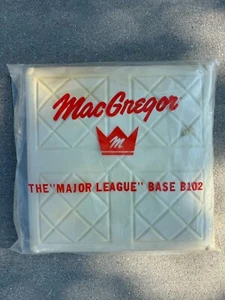 MacGregor
M
THE "MAJOR LEAGUE" BASE B102